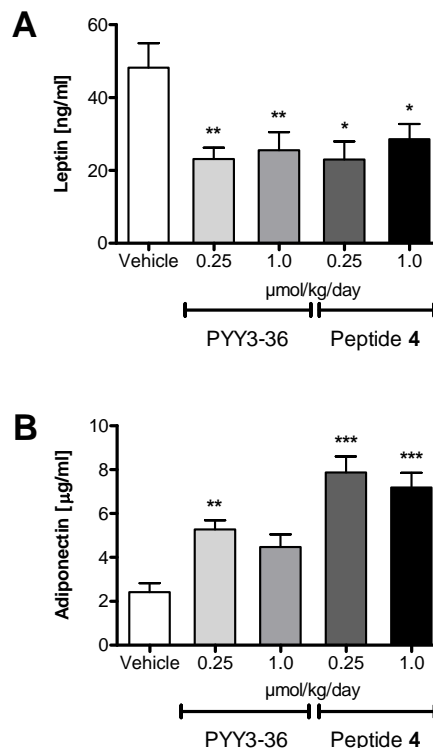 A
Leptin [ng/ml]
60
40
20
0
** ** * *
Vehicle 0.25 1.0 0.25 1.0
µmol/kg/day
PYY3-36 Peptide 4
B
Adiponectin [µg/ml]
10
8
6
4
2
0
** *** ***
Vehicle 0.25 1.0 0.25 1.0
µmol/kg/day
PYY3-36 Peptide 4